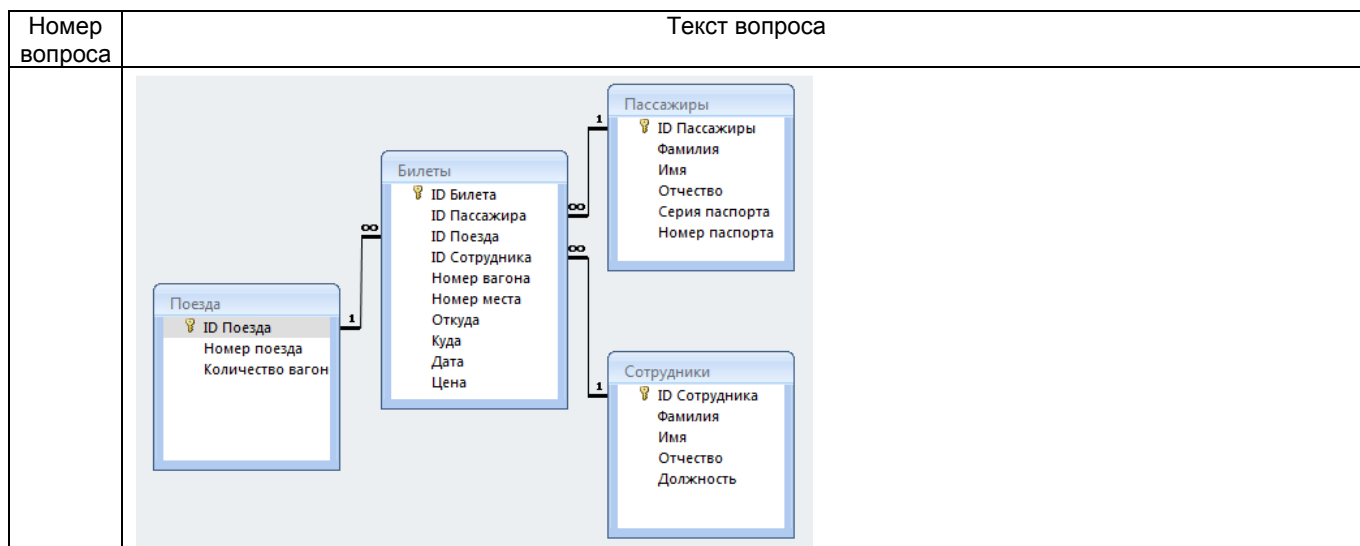 Номер вопроса
Текст вопроса
Пассажиры
ID Пассажиры
Фамилия
Имя
Отчество
Серия паспорта
Номер паспорта
1
∞
Билеты
ID Билета
ID Пассажира
ID Поезда
ID Сотрудника
Номер вагона
Номер места
Откуда
Куда
Дата
Цена
∞
∞
1
Поезда
ID Поезда
Номер поезда
Количество вагон
1
Сотрудники
ID Сотрудника
Фамилия
Имя
Отчество
Должность